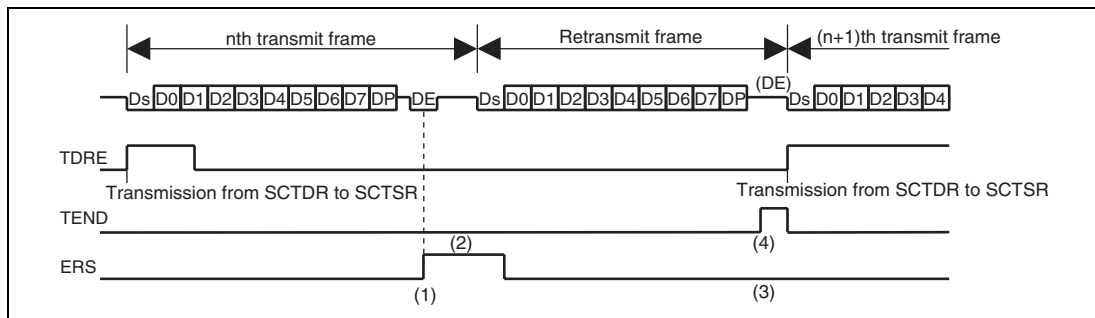 nth transmit frame Retransmit frame (n+1)th transmit frame
(DE)
Ds D0 D1 D2 D3 D4 D5 D6 D7 DP DE Ds D0 D1 D2 D3 D4 D5 D6 D7 DP Ds D0 D1 D2 D3 D4
TDRE
Transmission from SCTDR to SCTSR Transmission from SCTDR to SCTSR
TEND
(2) (4)
ERS
(1) (3)